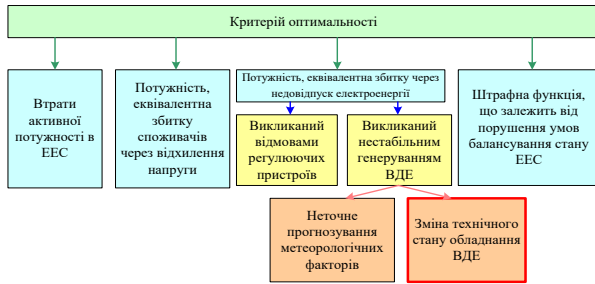 Критерій оптимальності
Втрати
активної
потужності в
ЕЕС
Потужність,
еквівалентна
збитку
споживачів
через відхилення
напруги
Потужність, еквівалентна збитку через
недовідпуск електроенергії
Викликаний
відмовами
регулюючих
пристроїв
Викликаний
нестабільним
генеруванням
ВДЕ
Штрафна функція,
що залежить від
порушення умов
балансування стану
ЕЕС
Неточне
прогнозування
метеорологічних
факторів
Зміна технічного
стану обладнання
ВДЕ